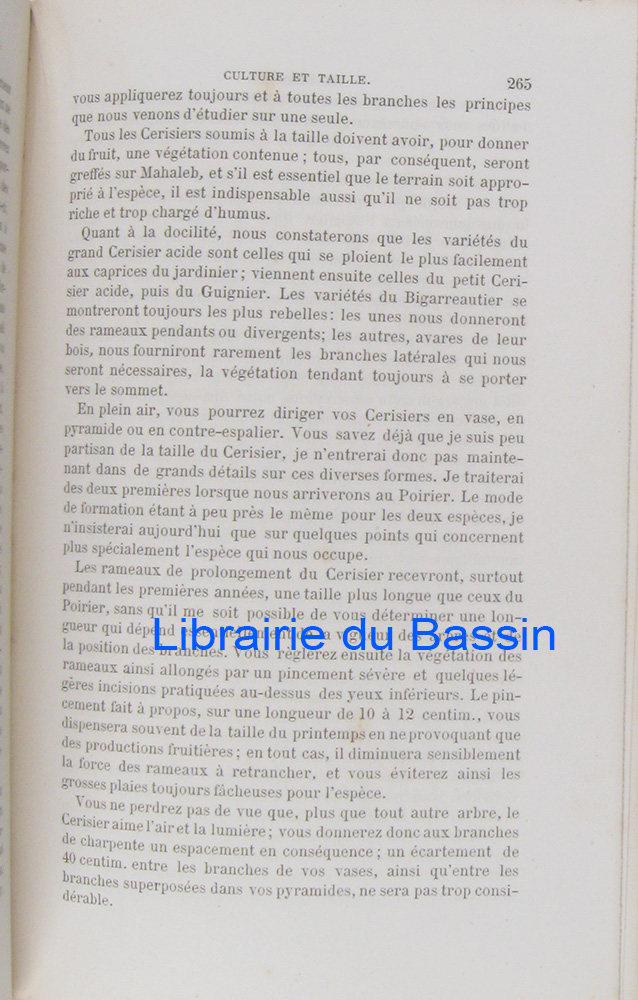 CULTURE ET TAILLE. 265
vous appliquerez toujours et à toutes les branches les principes
que nous venons d'étudier sur une seule.
Tous les Cerisiers soumis à la taille doivent avoir, pour donner
du fruit, une végétation contenue ; tous, par conséquent, seront
greffés sur Mahaleb, et s'il est essentiel que le terrain soit appro-
prié à l'espèce, il est indispensable aussi qu'il ne soit pas trop
riche et trop chargé d'humus.
Quant à la docilité, nous constaterons que les variétés du
grand Cerisier acide sont celles qui se ploient le plus facilement
aux caprices du jardinier ; viennent ensuite celles du petit Ceri-
sier acide, puis du Guignier. Les variétés du Bigarreautier se
montreront toujours les plus rebelles: les unes nous donneront
des rameaux pendants ou divergents; les autres, avares de leur
bois, nous fourniront rarement les branches latérales qui nous
seront nécessaires, la végétation tendant toujours à se porter
vers le sommet.
En plein air, vous pourrez diriger vos Cerisiers en vase, en
pyramide ou en contre-espalier. Vous savez déjà que je suis peu
partisan de la taille du Cerisier, je n'entrerai donc pas mainte-
nant dans de grands détails sur ces diverses formes. Je traiterai
des deux premières lorsque nous arriverons au Poirier. Le mode
de formation étant à peu près le même pour les deux espèces, je
n'insisterai aujourd'hui que sur quelques points qui concernent
plus spécialement l'espèce qui nous occupe.
Les rameaux de prolongement du Cerisier recevront, surtout
pendant les premières années, une taille plus longue que ceux du
Poirier, sans qu'il me soit possible de vous déterminer une lon-
gueur qui dépend de
Librairie du Bassin
la position des branches. Vous règlerez ensuite la végétation des
rameaux ainsi allongés par un pincement sévère et quelques lé-
gères incisions pratiquées au-dessus des yeux inférieurs. Le pin-
cement fait à propos, sur une longueur de 10 à 12 centim., vous
dispensera souvent de la taille du printemps en ne provoquant que
des productions fruitières ; en tout cas, il diminuera sensiblement
la force des rameaux à retrancher, et vous éviterez ainsi les
grosses plaies toujours fâcheuses pour l'espèce.
Vous ne perdrez pas de vue que, plus que tout autre arbre, le
Cerisier aime l'air et la lumière ; vous donnerez donc aux branches
de charpente un espacement en conséquence ; un écartement de
40 centim. entre les branches de vos vases, ainsi qu'entre les
branches superposées dans vos pyramides, ne sera pas trop consi-
dérable.